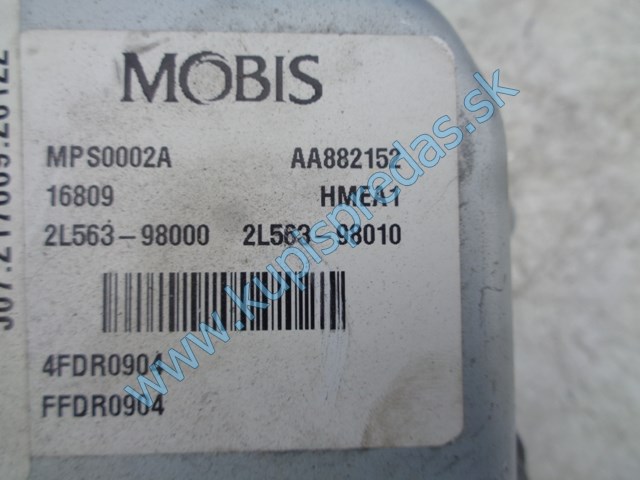 MOBIS
MPS0002A AA882152
16809 HMEA1
2L563-98000 2L563-98010
4FDR0904
FFDR0904
www.kupispredas.sk